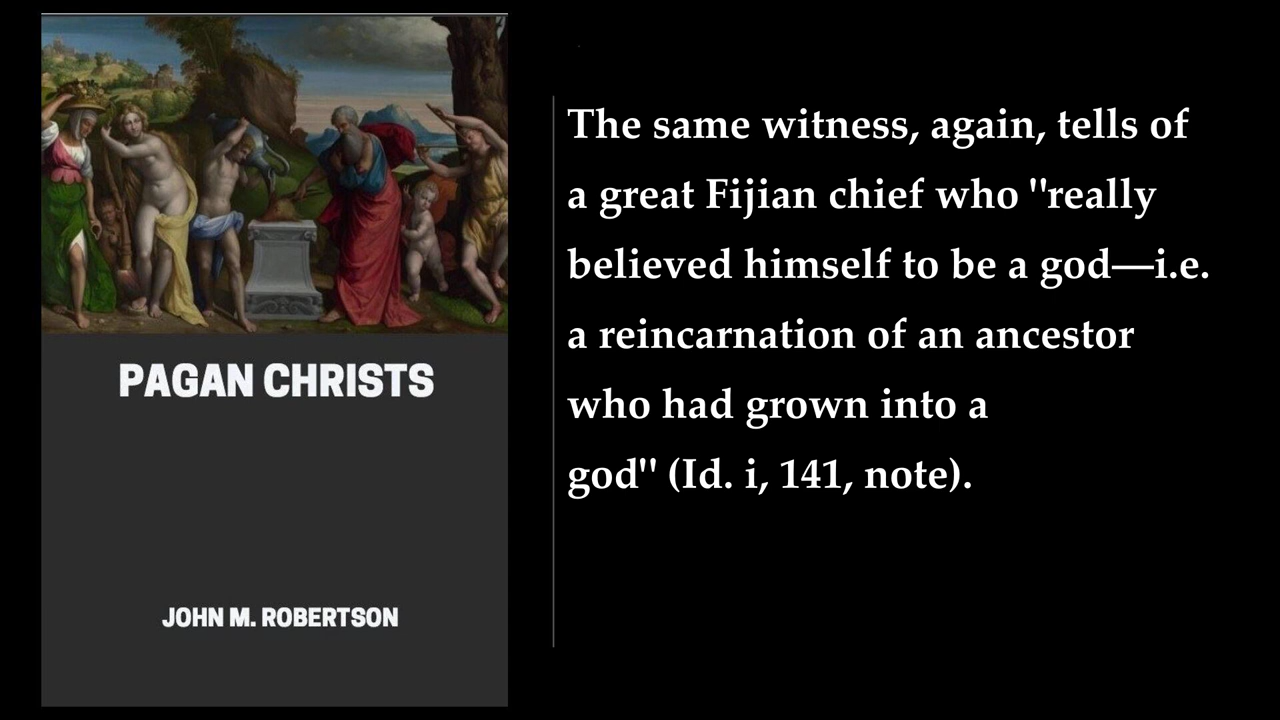 PAGAN CHRISTS
JOHN M. ROBERTSON
The same witness, again, tells of
a great Fijian chief who "really
believed himself to be a god—i.e.
a reincarnation of an ancestor
who had grown into a
god" (Id. i, 141, note).